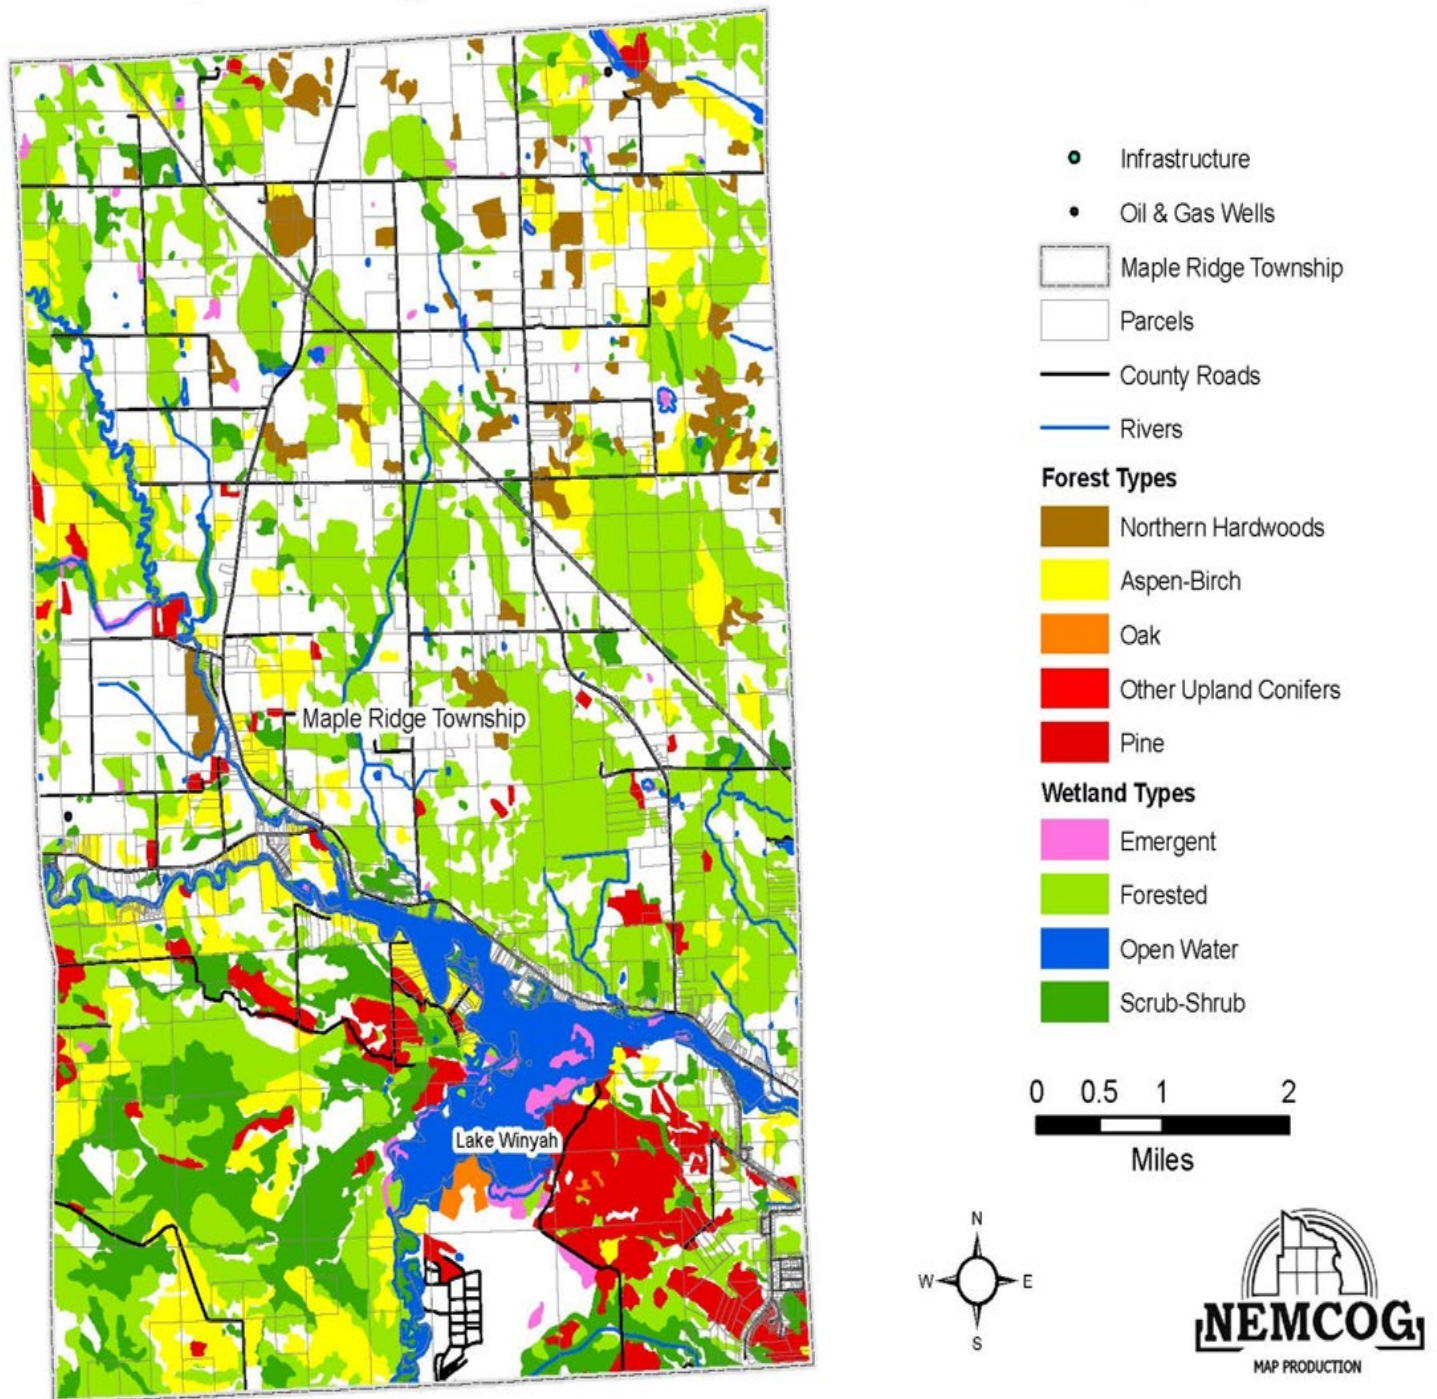 Infrastructure
Oil & Gas Wells
Maple Ridge Township
Parcels
County Roads
Rivers
Forest Types
Northern Hardwoods
Aspen-Birch
Oak
Other Upland Conifers
Pine
Wetland Types
Emergent
Forested
Open Water
Scrub-Shrub
0 0.5 1 2
Miles
Maple Ridge Township
Lake Winyah
N
W E
S
NEMCOG
MAP PRODUCTION